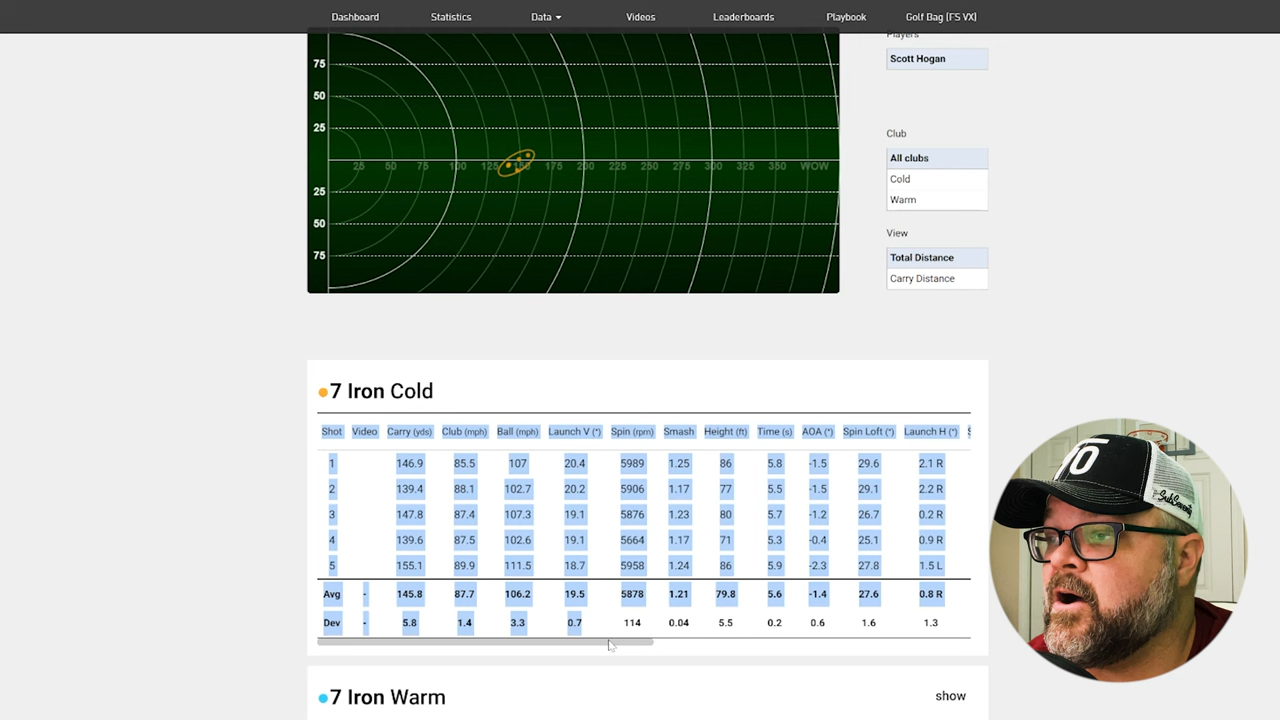 Dashboard Statistics Data Videos Leaderboards Playbook Golf Bag (FS VX)
Players
Scott Hogan
Club
All clubs
Cold
Warm
View
Total Distance
Carry Distance
75
50
25
25 50 75 100 125 150 175 200 225 250 275 300 325 350 WOW
25
50
75
7 Iron Cold
Shot Video Carry (yds) Club (mph) Ball (mph) Launch V (°) Spin (rpm) Smash Height (ft) Time (s) AOA (°) Spin Loft (°) Launch H (°)
1 146.9 85.5 107 20.4 5989 1.25 86 5.8 -1.5 29.6 2.1 R
2 139.4 88.1 102.7 20.2 5906 1.17 77 5.5 -1.5 29.1 2.2 R
3 147.8 87.4 107.3 19.1 5876 1.23 80 5.7 -1.2 26.7 0.2 R
4 139.6 87.5 102.6 19.1 5664 1.17 71 5.3 -0.4 25.1 0.9 R
5 155.1 89.9 111.5 18.7 5958 1.24 86 5.9 -2.3 27.8 1.5 L
Avg - 145.8 87.7 106.2 19.5 5878 1.21 79.8 5.6 -1.4 27.6 0.8 R
Dev - 5.8 1.4 3.3 0.7 114 0.04 5.5 0.2 0.6 1.6 1.3
7 Iron Warm
show